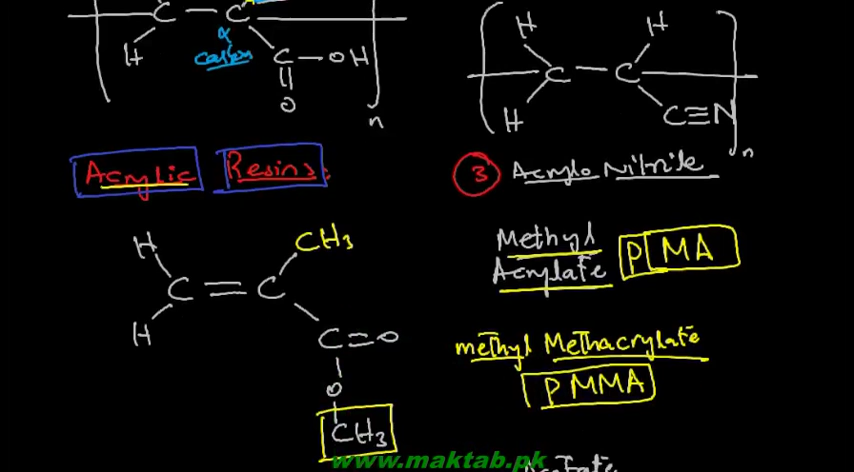 C — C
H
α
Carbon
C — OH
O
n
H
H
C — C
H
C≡N
n
Acrylic Resins:
3 Acrylo Nitrile
H
CH3
Methyl
Acrylate PMA
C = C
H
C=O
methyl Methacrylate
O
PMMA
CH3
www.maktab.pk